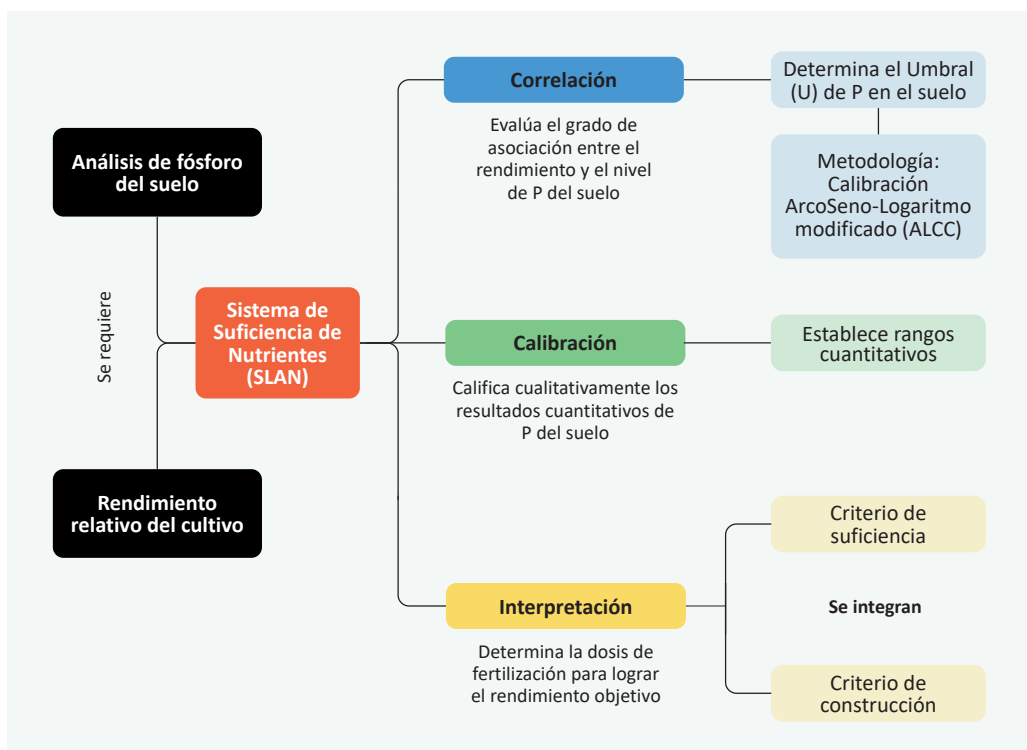 Análisis de fósforo
del suelo
Se requiere
Rendimiento
relativo del cultivo
Sistema de
Suficiencia de
Nutrientes
(SLAN)
Correlación
Evalúa el grado de
asociación entre el
rendimiento y el nivel
de P del suelo
Determina el Umbral
(U) de P en el suelo
Metodología:
Calibración
ArcoSeno-Logaritmo
modificado (ALCC)
Calibración
Califica cualitativamente los
resultados cuantitativos de
P del suelo
Establece rangos
cuantitativos
Interpretación
Determina la dosis de
fertilización para lograr
el rendimiento objetivo
Criterio de
suficiencia
Se integran
Criterio de
construcción